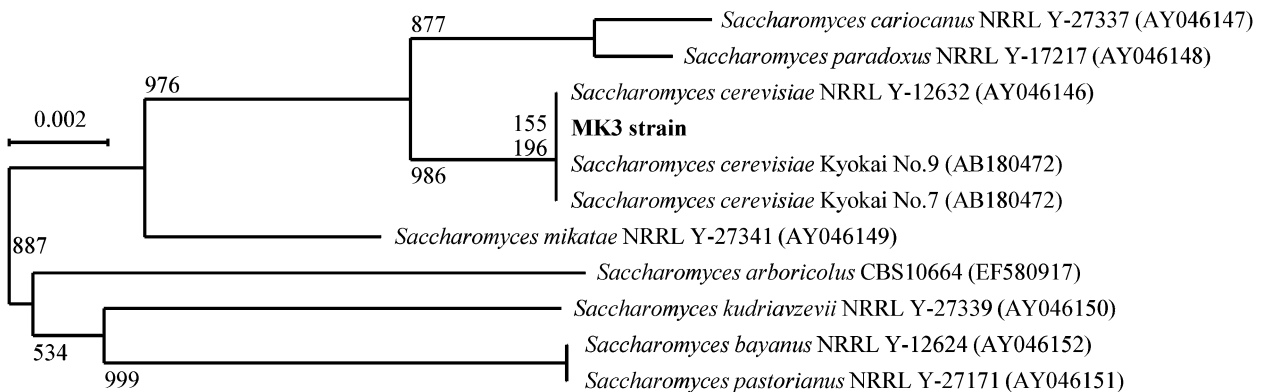 877
Saccharomyces cariocanus NRRL Y-27337 (AY046147)
Saccharomyces paradoxus NRRL Y-17217 (AY046148)
976
Saccharomyces cerevisiae NRRL Y-12632 (AY046146)
0.002
155
MK3 strain
196
Saccharomyces cerevisiae Kyokai No.9 (AB180472)
986
Saccharomyces cerevisiae Kyokai No.7 (AB180472)
887
Saccharomyces mikatae NRRL Y-27341 (AY046149)
Saccharomyces arboricolus CBS10664 (EF580917)
Saccharomyces kudriavzevii NRRL Y-27339 (AY046150)
534
Saccharomyces bayanus NRRL Y-12624 (AY046152)
999
Saccharomyces pastorianus NRRL Y-27171 (AY046151)